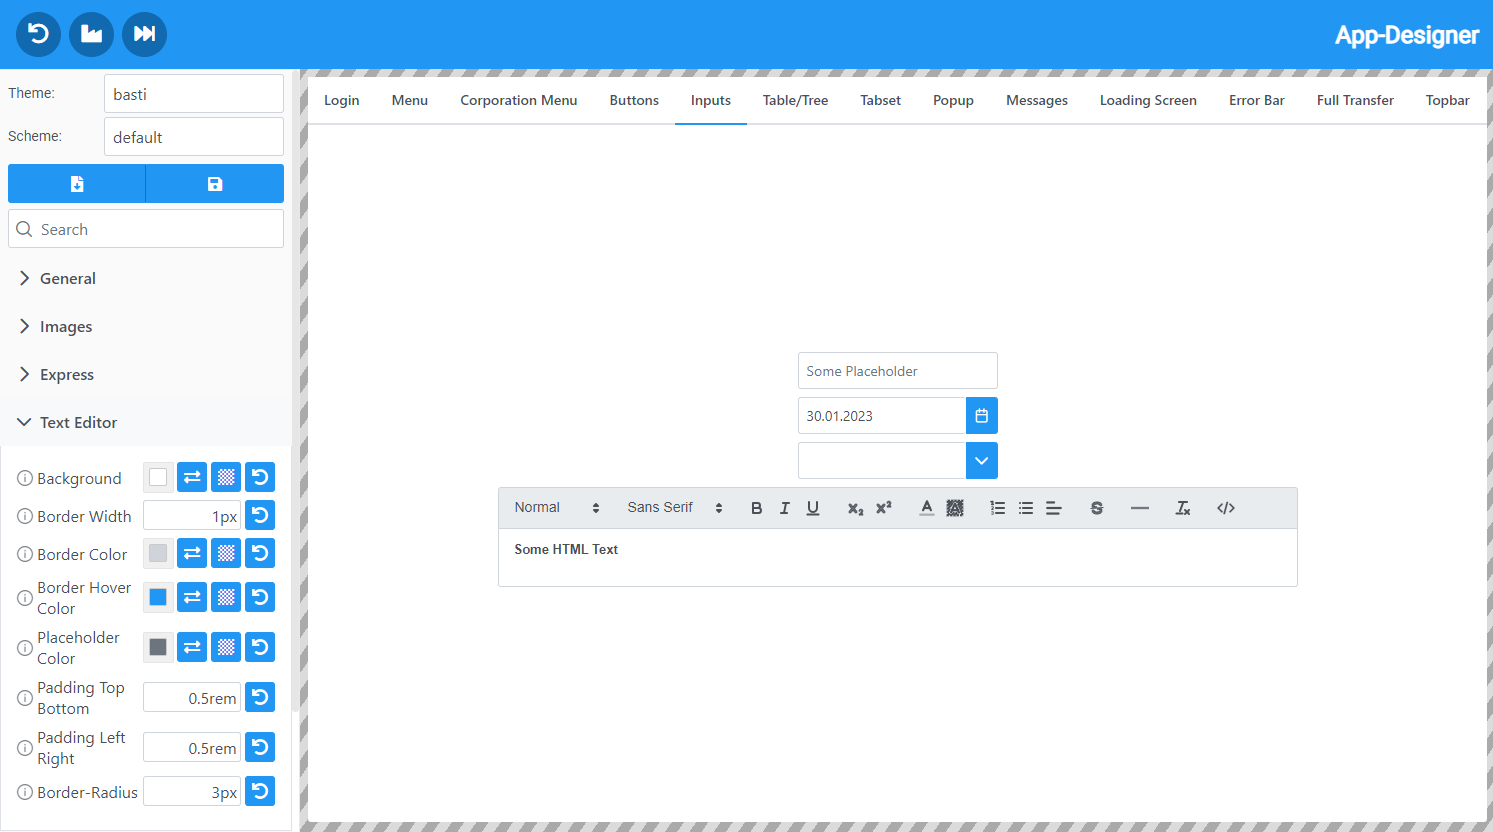 App-Designer
Theme:
basti
Scheme:
default
Search
General
Images
Express
Text Editor
Background
Border Width
1px
Border Color
Border Hover
Color
Placeholder
Color
Padding Top
Bottom
0.5rem
Padding Left
Right
0.5rem
Border-Radius
3px
Login Menu Corporation Menu Buttons Inputs Table/Tree Tabset Popup Messages Loading Screen Error Bar Full Transfer Topbar
Some Placeholder
30.01.2023
Normal Sans Serif B I U x₂ x² A A S Tx </>
Some HTML Text